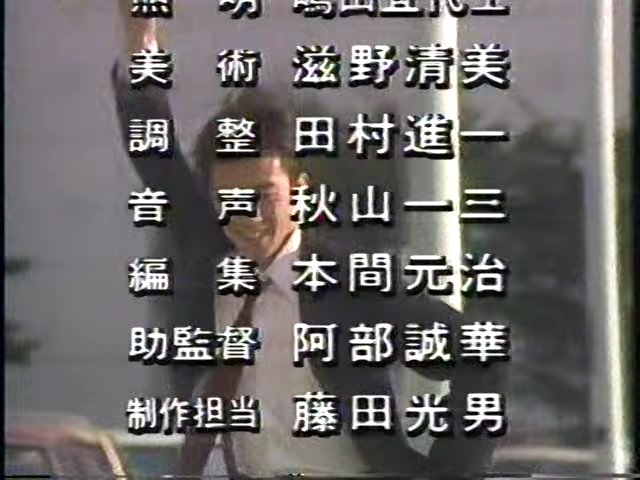 美術 滋野清美
調整 田村進一
音声 秋山一三
編集 本間元治
助監督 阿部誠華
制作担当 藤田光男